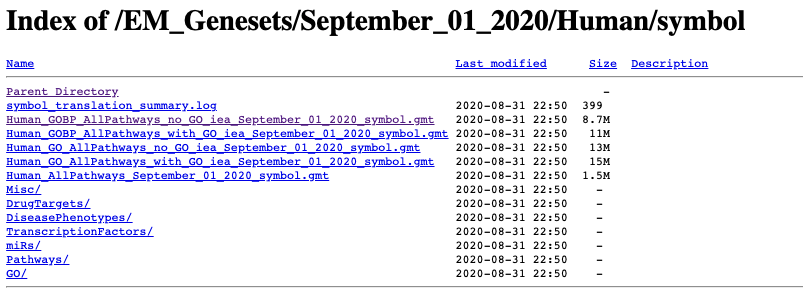 Index of /EM_Genesets/September_01_2020/Human/symbol
Name Last modified Size Description
Parent Directory -
symbol_translation_summary.log 2020-08-31 22:50 399
Human_GOBP_AllPathways_no_GO_iea_September_01_2020_symbol.gmt 2020-08-31 22:50 8.7M
Human_GOBP_AllPathways_with_GO_iea_September_01_2020_symbol.gmt 2020-08-31 22:50 11M
Human_GO_AllPathways_no_GO_iea_September_01_2020_symbol.gmt 2020-08-31 22:50 13M
Human_GO_AllPathways_with_GO_iea_September_01_2020_symbol.gmt 2020-08-31 22:50 15M
Human_AllPathways_September_01_2020_symbol.gmt 2020-08-31 22:50 1.5M
Misc/ 2020-08-31 22:50 -
DrugTargets/ 2020-08-31 22:50 -
DiseasePhenotypes/ 2020-08-31 22:50 -
TranscriptionFactors/ 2020-08-31 22:50 -
miRs/ 2020-08-31 22:50 -
Pathways/ 2020-08-31 22:50 -
GO/ 2020-08-31 22:50 -